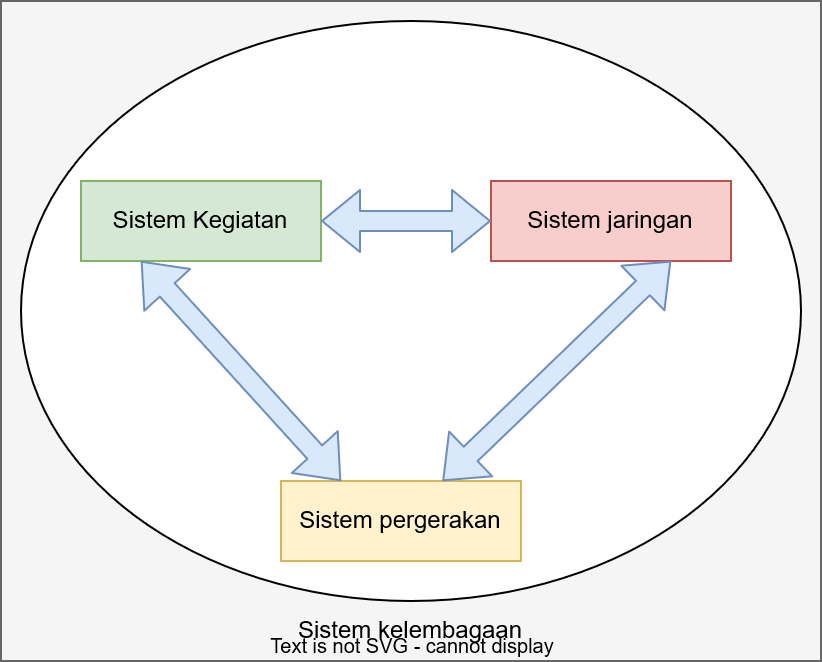 Sistem Kegiatan
Sistem jaringan
Sistem pergerakan
Sistem kelembagaan
Text is not SVG - cannot display